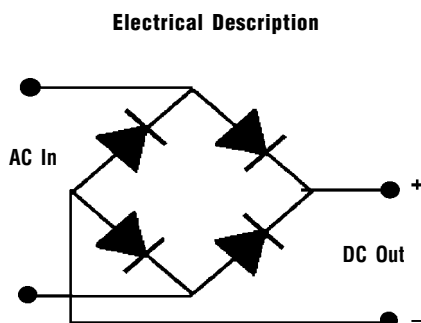 Electrical Description
AC In
+
DC Out
–